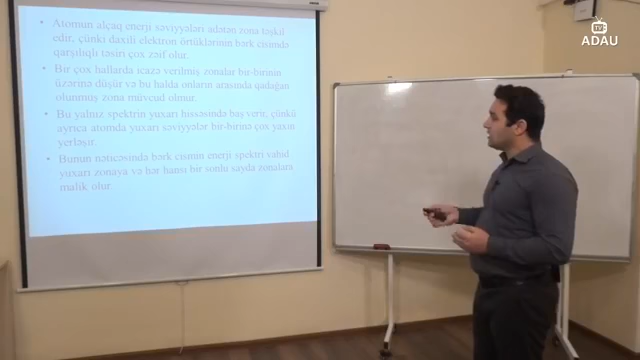 Atomun alçaq enerji səviyyələri adətən zona təşkil
edir, çünki daxili elektron örtüklərinin bərk cisimdə
qarşılıqlı təsiri çox zəif olur.
Bir çox hallarda icazə verilmiş zonalar bir-birinin
üzərinə düşür və bu halda onların arasında qadağan
olunmuş zona mövcud olmur.
Bu yalnız spektrin yuxarı hissəsində baş verir, çünkü
ayrıca atomda yuxarı səviyyələr bir-birinə çox yaxın
yerləşir.
Bunun nəticəsində bərk cismin enerji spektri vahid
yuxarı zonaya və hər hansı bir sonlu sayda zonalara
malik olur.
TV
ADAU